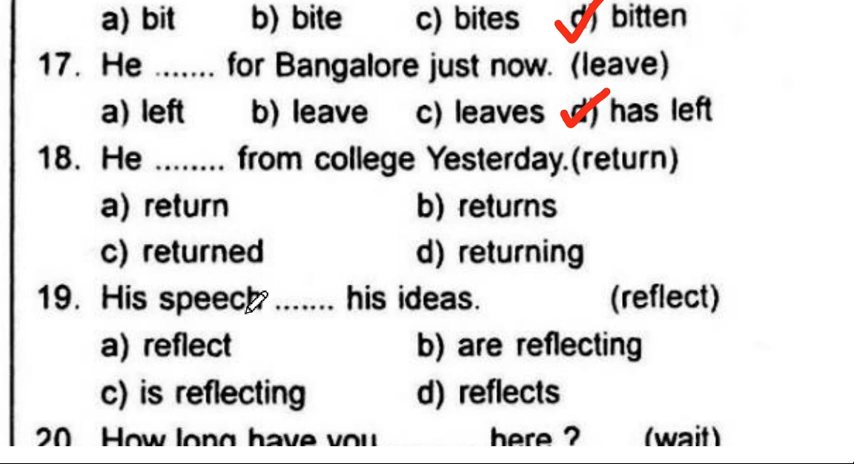 a) bit b) bite c) bites d) bitten
17. He ....... for Bangalore just now. (leave)
a) left b) leave c) leaves d) has left
18. He ........ from college Yesterday.(return)
a) return b) returns
c) returned d) returning
19. His speech ....... his ideas. (reflect)
a) reflect b) are reflecting
c) is reflecting d) reflects
20 How long have you here ? (wait)